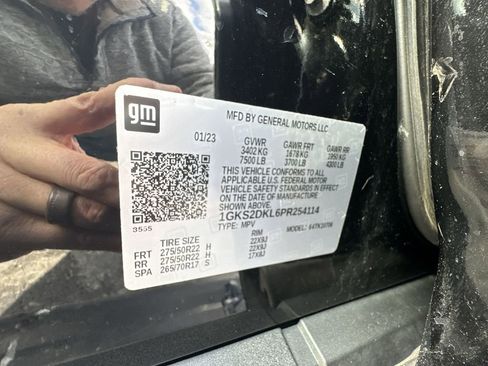 gm
MFD BY GENERAL MOTORS LLC
01/23 GVWR GAWR FRT GAWR RR
3402 KG 1678 KG 1950 KG
7500 LB 3700 LB 4300 LB
THIS VEHICLE CONFORMS TO ALL
APPLICABLE U.S. FEDERAL MOTOR
VEHICLE SAFETY STANDARDS IN EFFECT
ON THE DATE OF MANUFACTURE
SHOWN ABOVE.
1GKS2DKL6PR254114
TYPE: MPV MODEL:
TIRE SIZE RIM
FRT 275/50R22 H 22X9J
RR 275/50R22 H 22X9J
SPA 265/70R17 S 17X8J